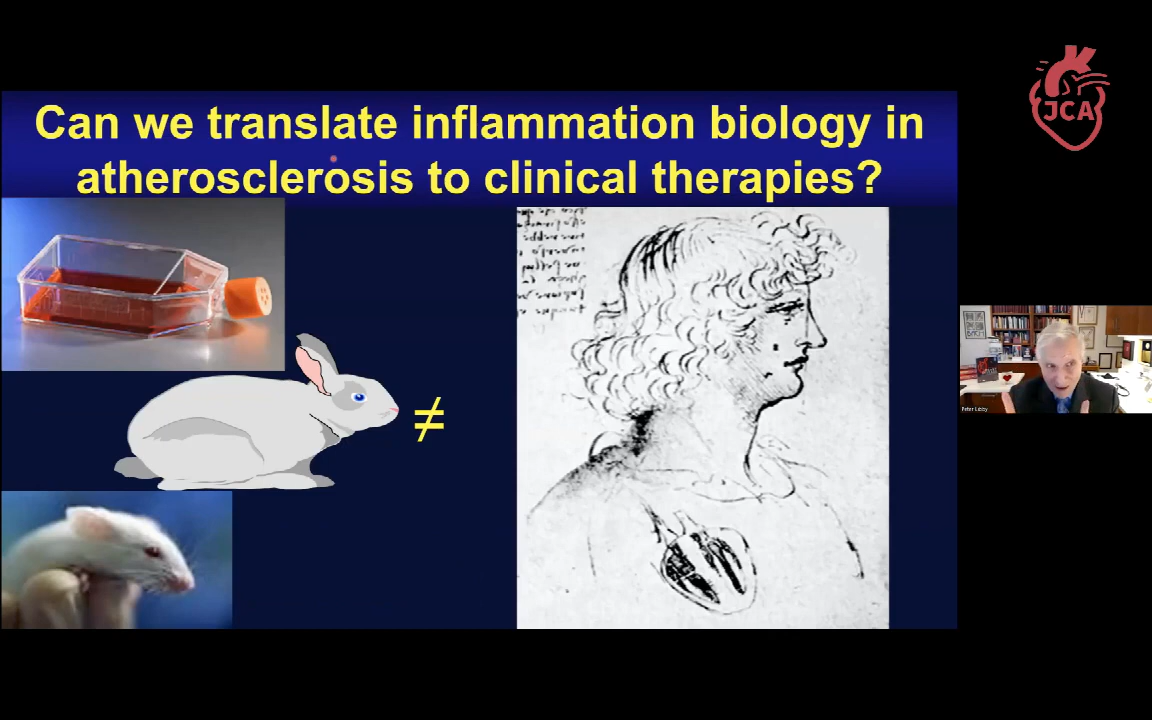 Can we translate inflammation biology in
atherosclerosis to clinical therapies?
≠
JCA
Peter Libby